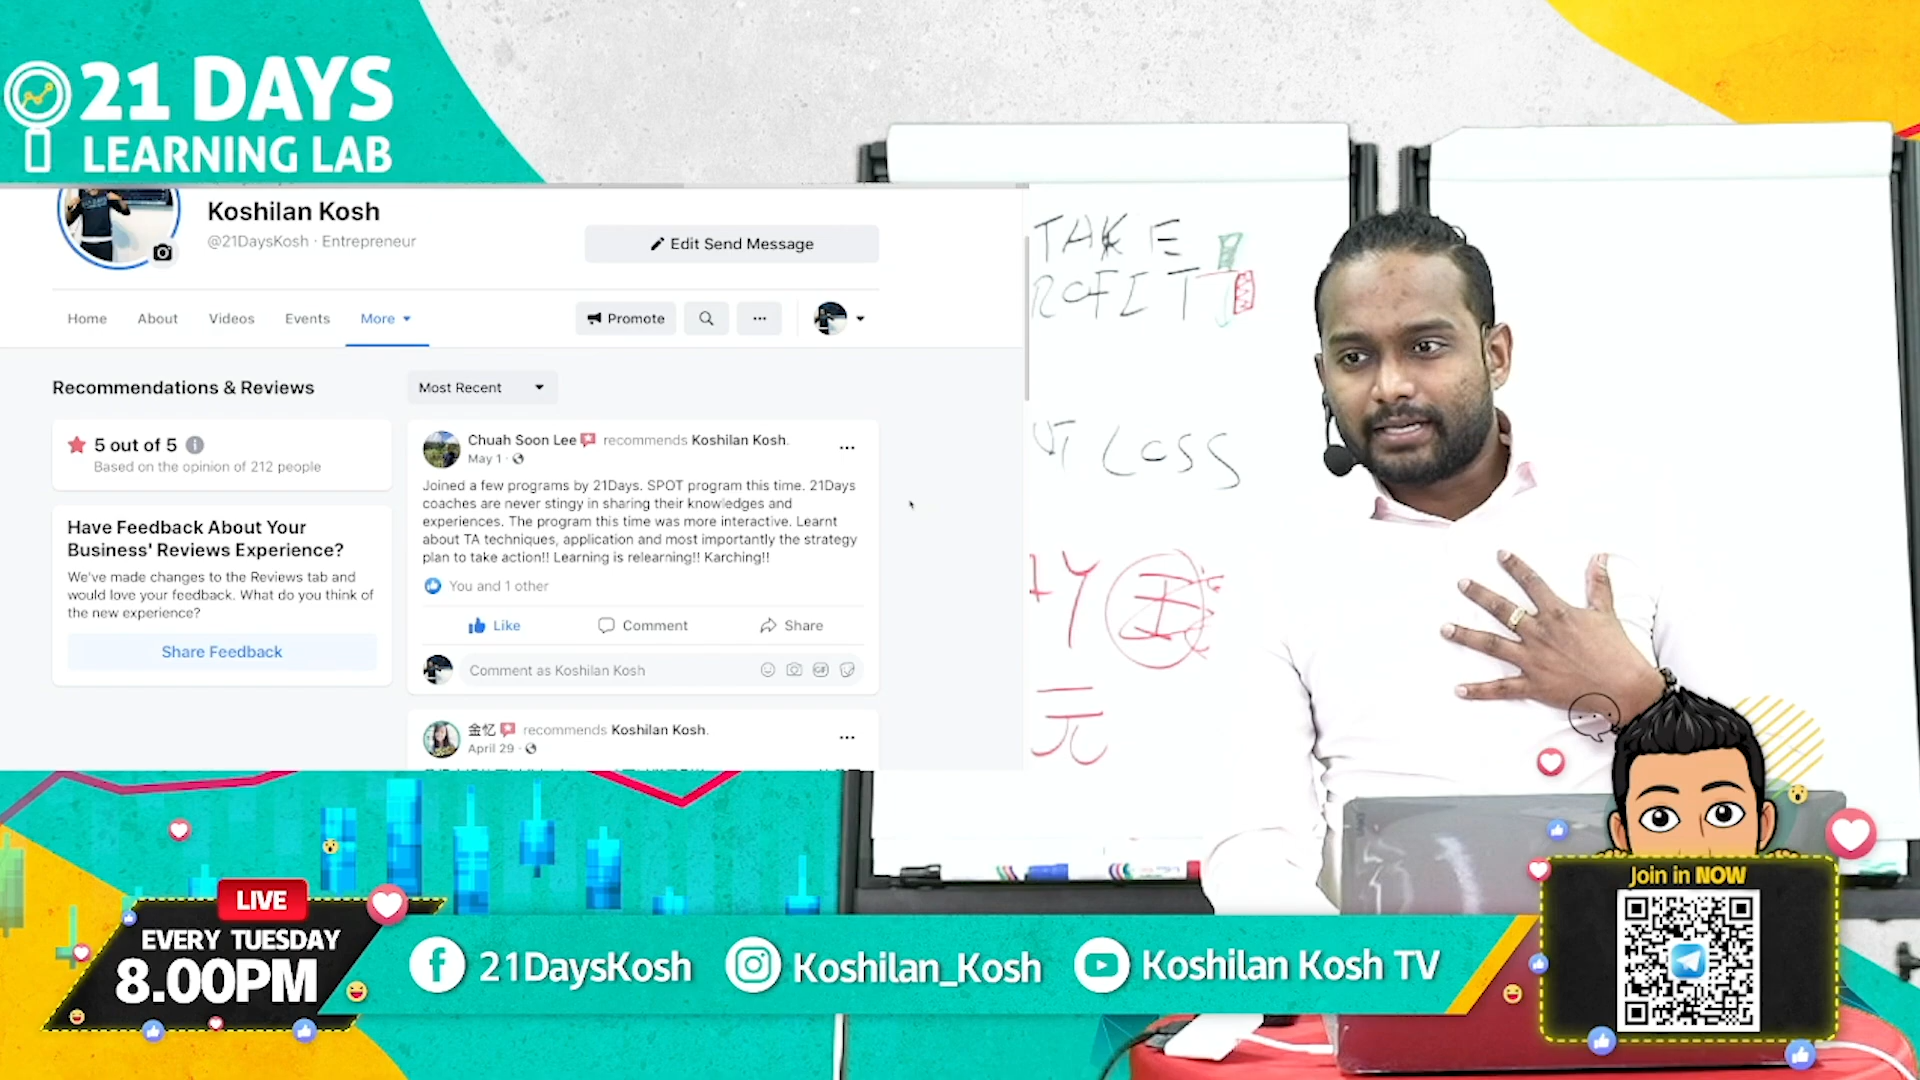 21 DAYS
LEARNING LAB
Koshilan Kosh
@21DaysKosh · Entrepreneur
Edit Send Message
Home
About
Videos
Events
More
Promote
Recommendations & Reviews
Most Recent
5 out of 5
Based on the opinion of 212 people
Have Feedback About Your
Business' Reviews Experience?
We've made changes to the Reviews tab and
would love your feedback. What do you think of
the new experience?
Share Feedback
Chuah Soon Lee recommends Koshilan Kosh.
May 1 ·
Joined a few programs by 21Days. SPOT program this time. 21Days
coaches are never stingy in sharing their knowledges and
experiences. The program this time was more interactive. Learnt
about TA techniques, application and most importantly the strategy
plan to take action!! Learning is relearning!! Karching!!
You and 1 other
Like
Comment
Share
Comment as Koshilan Kosh
GIF
金忆 recommends Koshilan Kosh.
April 29 ·
TAKE
ROFIT
UT LOSS
元
LIVE
EVERY TUESDAY
8.00PM
21DaysKosh
Koshilan_Kosh
Koshilan Kosh TV
Join in NOW